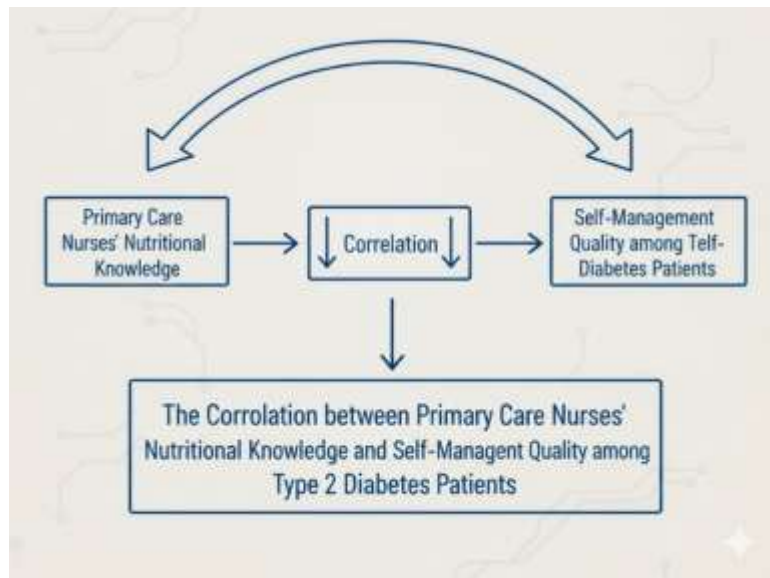 Primary Care
Nurses' Nutritional
Knowledge
Correlation
Self-Management
Quality among Telf-
Diabetes Patients
The Corrolation between Primary Care Nurses'
Nutritional Knowledge and Self-Managent Quality among
Type 2 Diabetes Patients